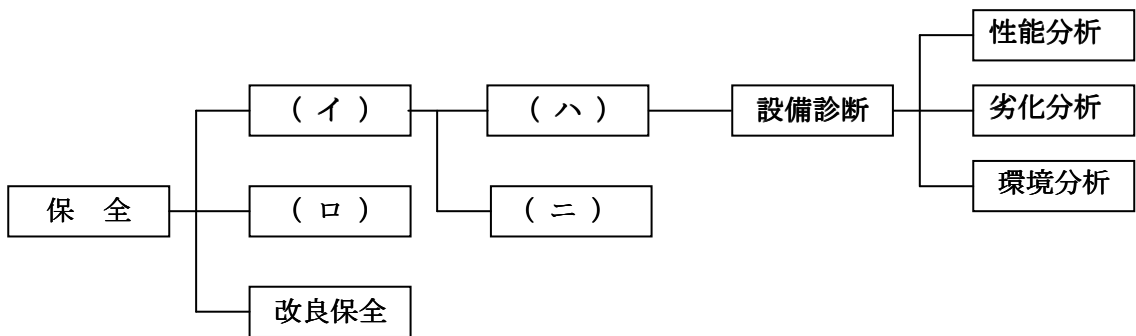 性能分析
（ イ ）
（ ハ ）
設備診断
劣化分析
保　全
（ ロ ）
（ ニ ）
環境分析
改良保全